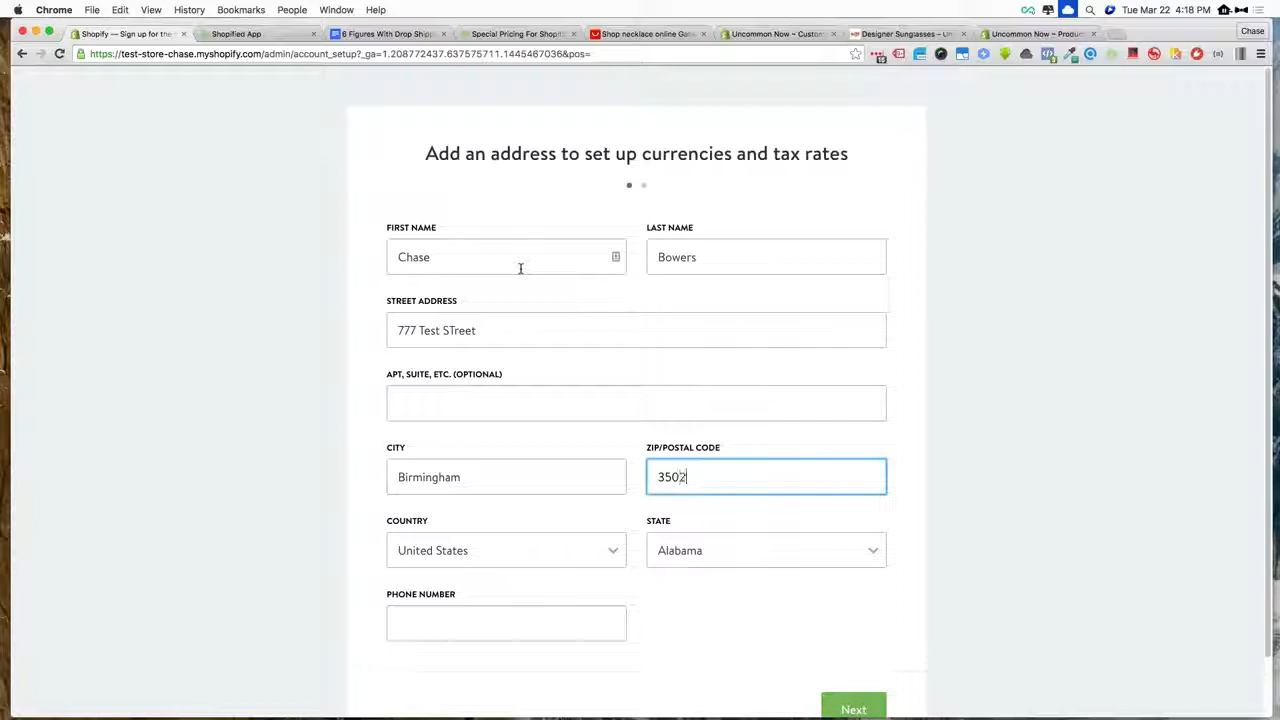 Chrome File Edit View History Bookmarks People Window Help Tue Mar 22 4:18 PM
Shopify — Sign up for the Shopified App 6 Figures With Drop Shipp Special Pricing For Shopifi Shop necklace online Gale Uncommon Now – Custom Designer Sunglasses – Un Uncommon Now – Produc Chase
https://test-store-chase.myshopify.com/admin/account_setup?_ga=1.208772437.637575711.1445467036&pos=
Add an address to set up currencies and tax rates
FIRST NAME LAST NAME
Chase Bowers
STREET ADDRESS
777 Test STreet
APT, SUITE, ETC. (OPTIONAL)
CITY ZIP/POSTAL CODE
Birmingham 3502
COUNTRY STATE
United States Alabama
PHONE NUMBER
Next